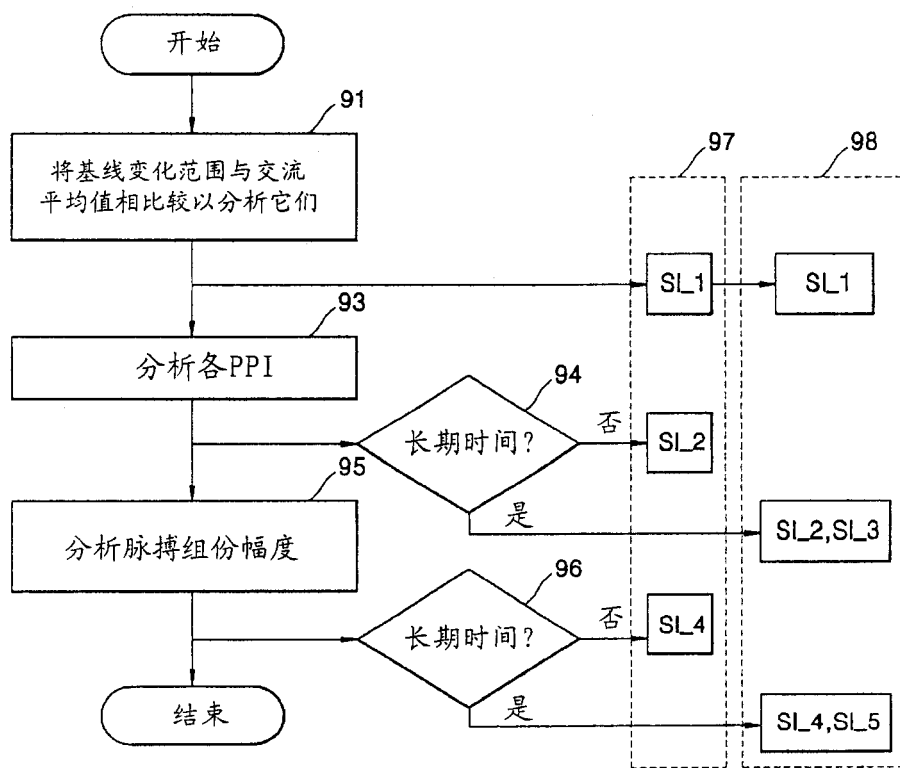 开始
91
将基线变化范围与交流
平均值相比较以分析它们
97
98
SI_1
SI_1
93
分析各PPI
94
长期时间?
否
SI_2
是
SI_2,SI_3
95
分析脉搏组份幅度
96
长期时间?
否
SI_4
是
SI_4,SI_5
结束